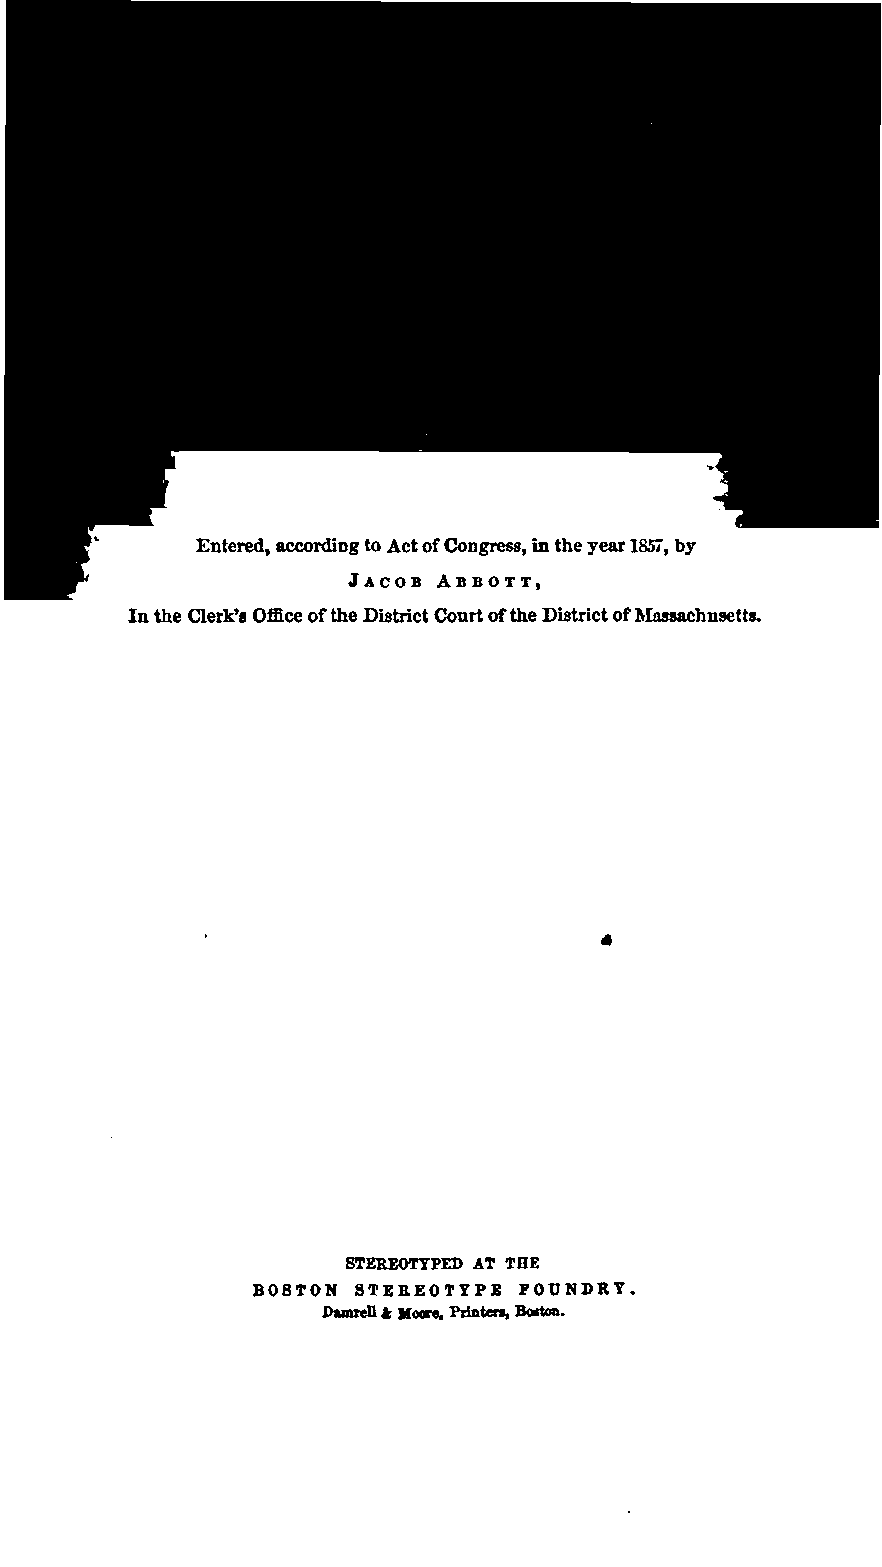 Entered, according to Act of Congress, in the year 1857, by
JACOB ABBOTT,
In the Clerk's Office of the District Court of the District of Massachusetts.
STEREOTYPED AT THE
BOSTON STEREOTYPE FOUNDRY.
Damrell & Moore, Printers, Boston.